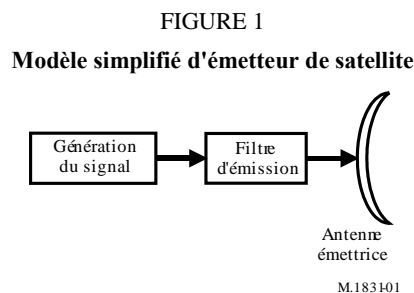 FIGURE 1
Modèle simplifié d'émetteur de satellite
Génération
du signal
Filtre
d'émission
Antenne
émettrice
M.1831-01